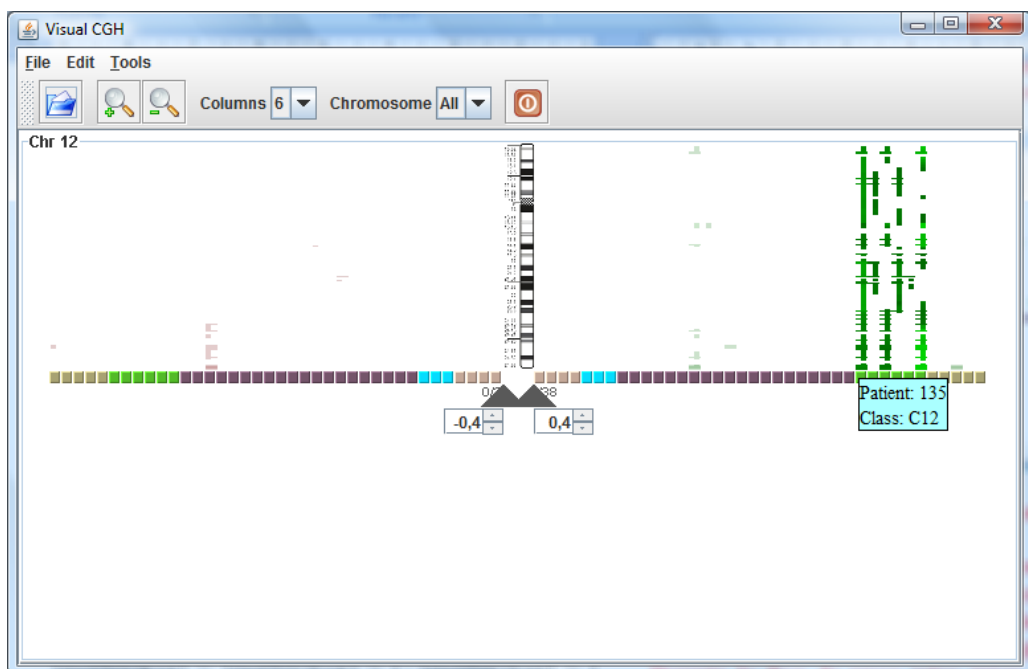 Visual CGH
File Edit Tools
Columns 6 Chromosome All
Chr 12
Patient: 135
Class: C12
-0,4 0,4